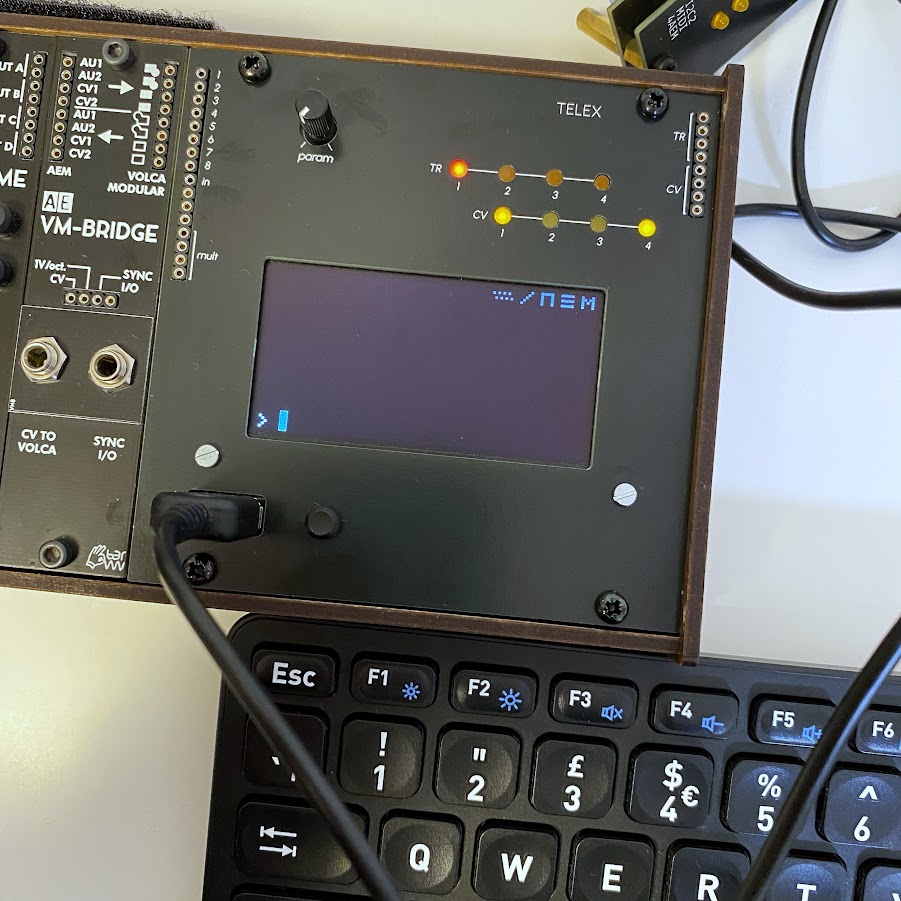 UT A
UT B
T C
T D
ME
AU1
AU2
CV1
CV2
AU1
AU2
CV1
CV2
AEM
VOLCA
MODULAR
AE
VM-BRIDGE
1V/oct.
CV
SYNC
I/O
CV TO
VOLCA
SYNC
I/O
1
2
3
4
5
6
7
8
in
mult
param
TELEX
TR
1
2
3
4
CV
1
2
3
4
TR
CV
M
>
I2C2
MIDI
4AEM
Esc
F1
F2
F3
F4
F5
F6
!
1
"
2
£
3
$
4 €
%
5
^
6
Q
W
E
R
T